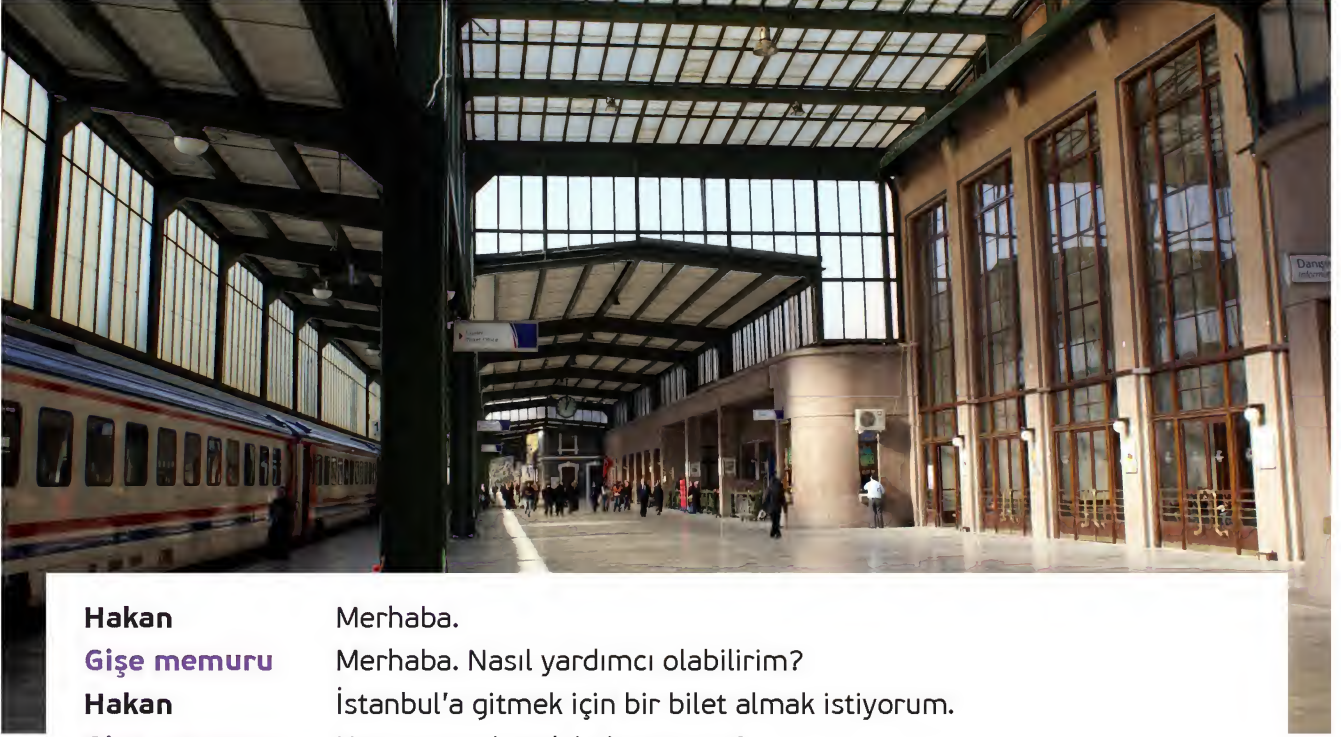 Hakan Merhaba.
Gişe memuru Merhaba. Nasıl yardımcı olabilirim?
Hakan İstanbul'a gitmek için bir bilet almak istiyorum.